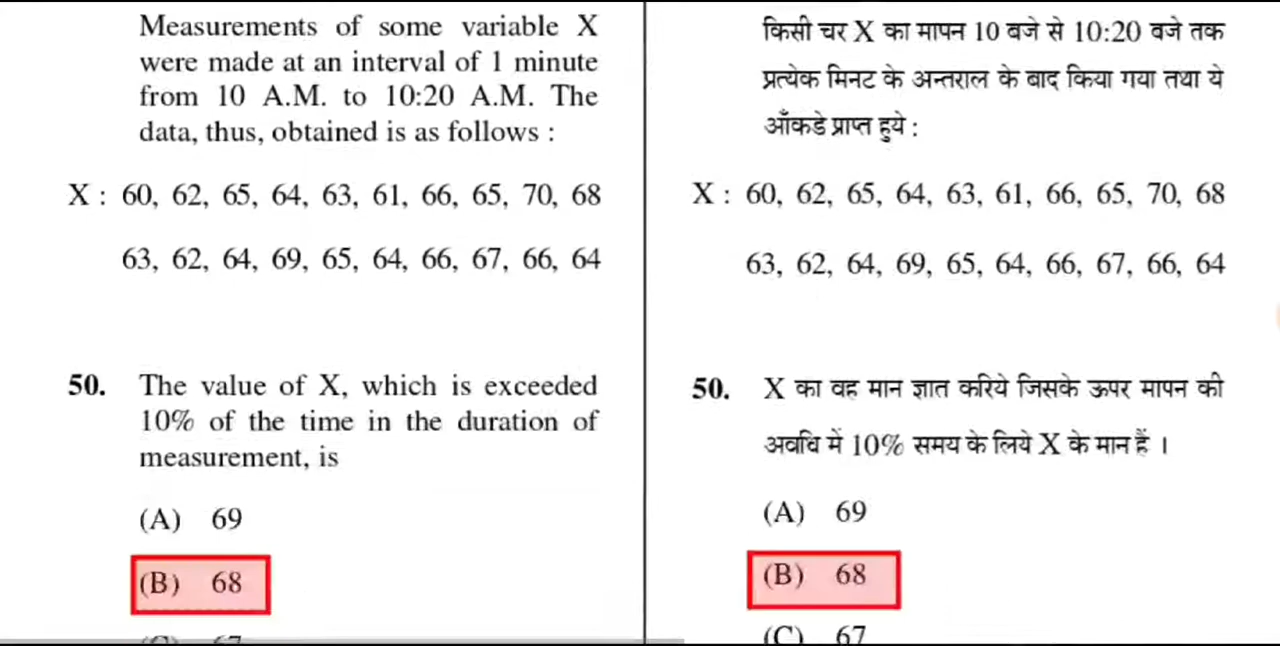 Measurements of some variable X
were made at an interval of 1 minute
from 10 A.M. to 10:20 A.M. The
data, thus, obtained is as follows :
X : 60, 62, 65, 64, 63, 61, 66, 65, 70, 68
63, 62, 64, 69, 65, 64, 66, 67, 66, 64
50. The value of X, which is exceeded
10% of the time in the duration of
measurement, is
(A) 69
(B) 68
(C) 67
किसी चर X का मापन 10 बजे से 10:20 बजे तक
प्रत्येक मिनट के अन्तराल के बाद किया गया तथा ये
आँकडे प्राप्त हुये :
X : 60, 62, 65, 64, 63, 61, 66, 65, 70, 68
63, 62, 64, 69, 65, 64, 66, 67, 66, 64
50. X का वह मान ज्ञात करिये जिसके ऊपर मापन की
अवधि में 10% समय के लिये X के मान हैं ।
(A) 69
(B) 68
(C) 67